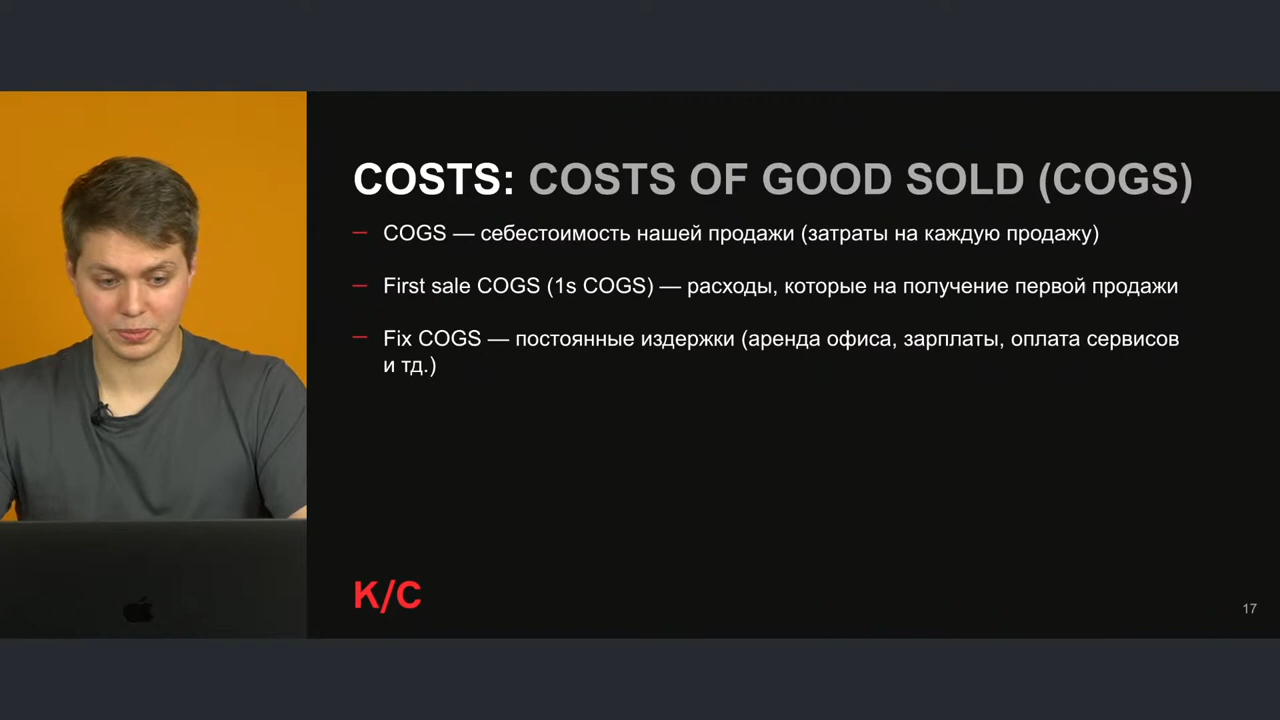 COSTS: COSTS OF GOOD SOLD (COGS)
— COGS — себестоимость нашей продажи (затраты на каждую продажу)
— First sale COGS (1s COGS) — расходы, которые на получение первой продажи
— Fix COGS — постоянные издержки (аренда офиса, зарплаты, оплата сервисов
и тд.)
K/C
17